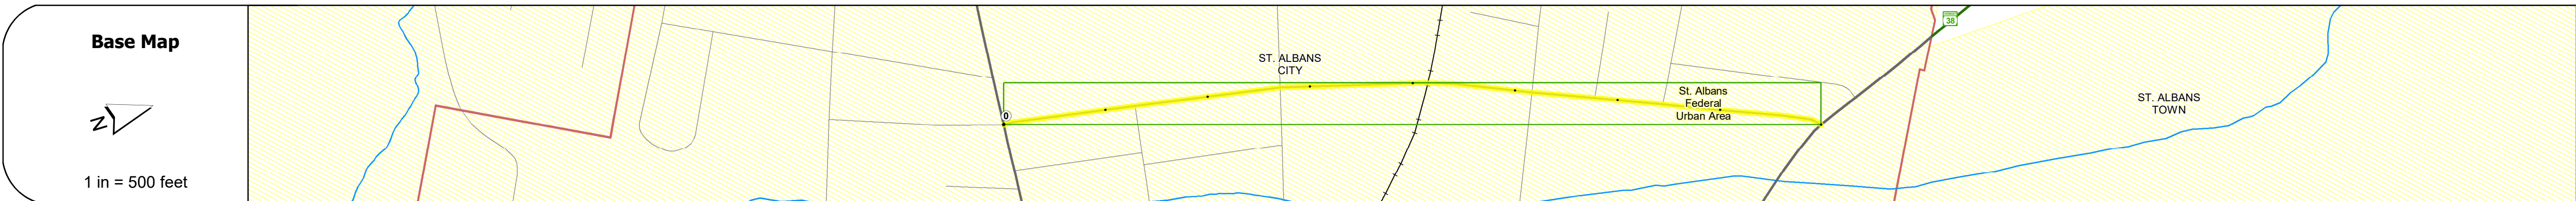 Base Map
N
1 in = 500 feet
0
ST. ALBANS
CITY
St. Albans
Federal
Urban Area
38
ST. ALBANS
TOWN